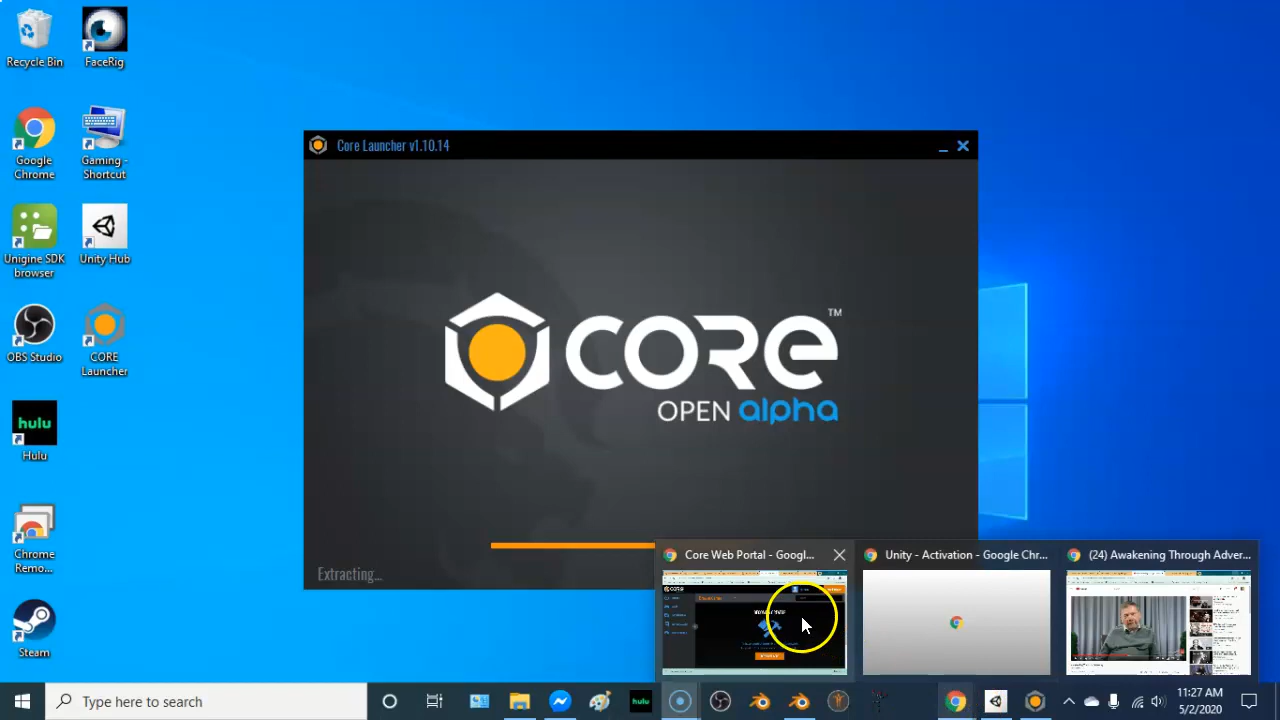 Recycle Bin
FaceRig
Google
Chrome
Gaming -
Shortcut
Unigine SDK
browser
Unity Hub
OBS Studio
CORE
Launcher
hulu
Hulu
Chrome
Remo...
Steam
Core Launcher v1.10.14
CORe
TM
OPEN alpha
Extracting...
Core Web Portal - Googl...
Unity - Activation - Google Chr...
(24) Awakening Through Adver...
Type here to search
hulu
11:27 AM
5/2/2020